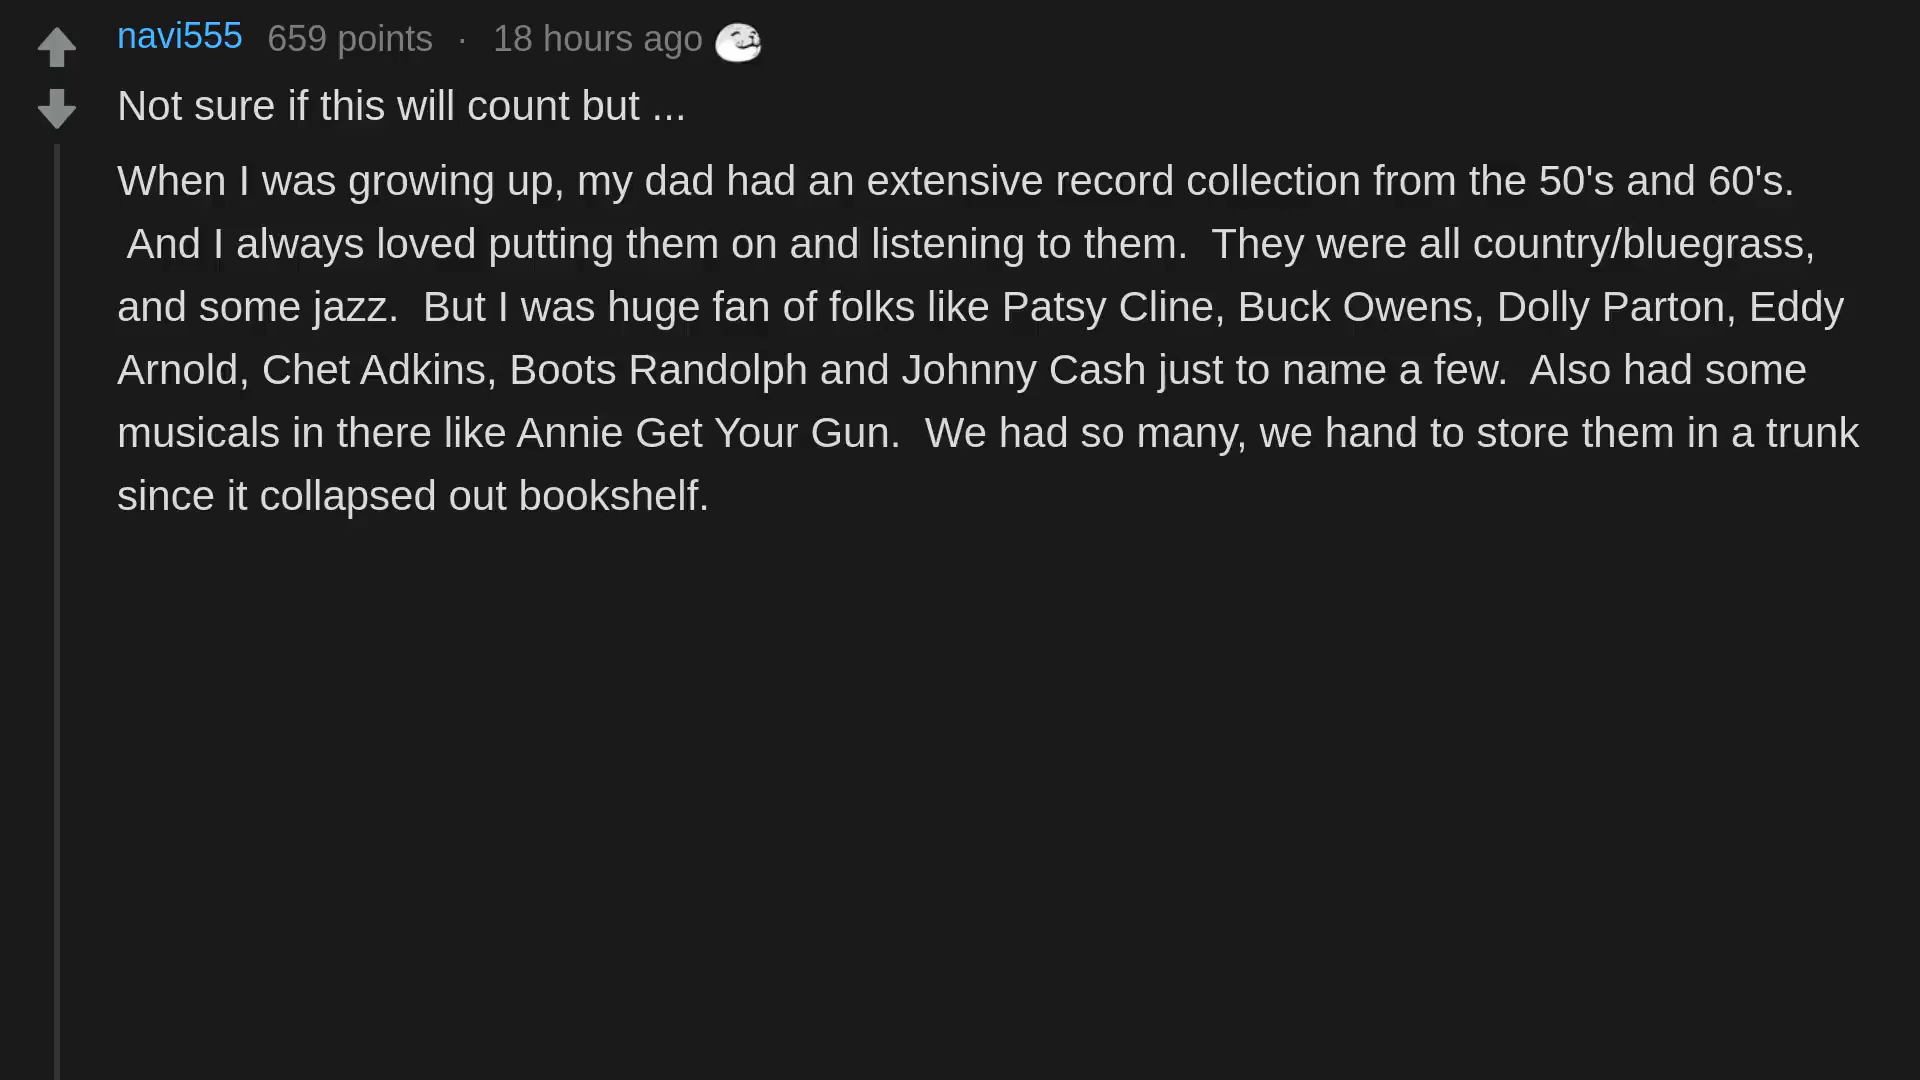 navi555 659 points · 18 hours ago
Not sure if this will count but ...
When I was growing up, my dad had an extensive record collection from the 50's and 60's.
And I always loved putting them on and listening to them.  They were all country/bluegrass,
and some jazz.  But I was huge fan of folks like Patsy Cline, Buck Owens, Dolly Parton, Eddy
Arnold, Chet Adkins, Boots Randolph and Johnny Cash just to name a few.  Also had some
musicals in there like Annie Get Your Gun.  We had so many, we hand to store them in a trunk
since it collapsed out bookshelf.